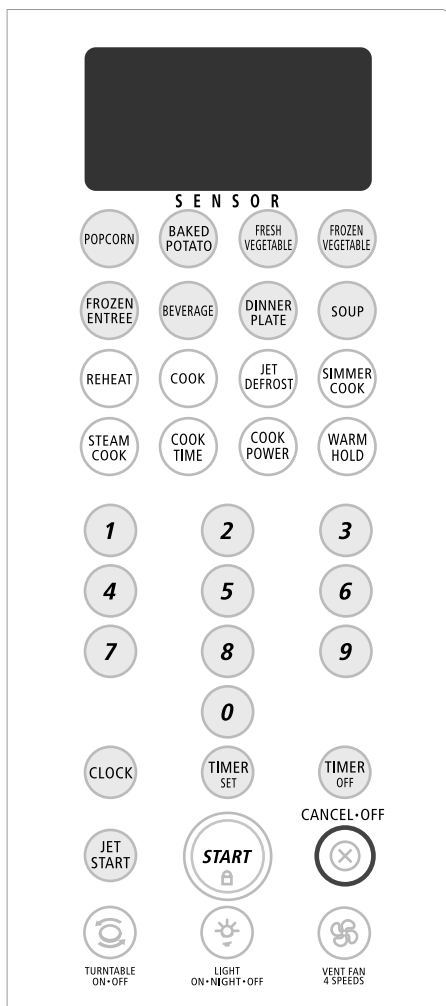 SENSOR
POPCORN
BAKED
POTATO
FRESH
VEGETABLE
FROZEN
VEGETABLE
FROZEN
ENTREE
BEVERAGE
DINNER
PLATE
SOUP
REHEAT
COOK
JET
DEFROST
SIMMER
COOK
STEAM
COOK
COOK
TIME
COOK
POWER
WARM
HOLD
1
2
3
4
5
6
7
8
9
0
CLOCK
TIMER
SET
TIMER
OFF
CANCEL•OFF
JET
START
START
TURNTABLE
ON•OFF
LIGHT
ON•NIGHT•OFF
VENT FAN
4 SPEEDS